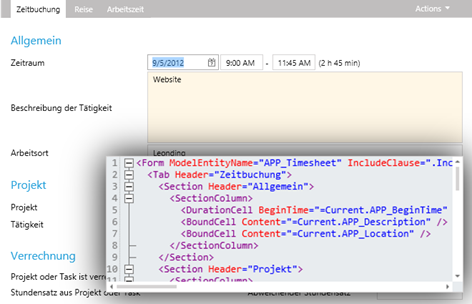 Zeitbuchung Reise Arbeitszeit Actions
Allgemein
Zeitraum 9/5/2012 9:00 AM - 11:45 AM (2 h 45 min)
Website
Beschreibung der Tätigkeit
Arbeitsort Leonding
Projekt
Projekt
Tätigkeit
Verrechnung
Projekt oder Task ist verre
Stundensatz aus Projekt oder Task Abweichender Stundensatz
1 <Form ModelEntityName="APP_Timesheet" IncludeClause=".Inc
2 <Tab Header="Zeitbuchung">
3 <Section Header="Allgemein">
4 <SectionColumn>
5 <DurationCell BeginTime="=Current.APP_BeginTime"
6 <BoundCell Content="=Current.APP_Description" />
7 <BoundCell Content="=Current.APP_Location" />
8 </SectionColumn>
9 </Section>
10 <Section Header="Projekt">
11 <SectionColumn>